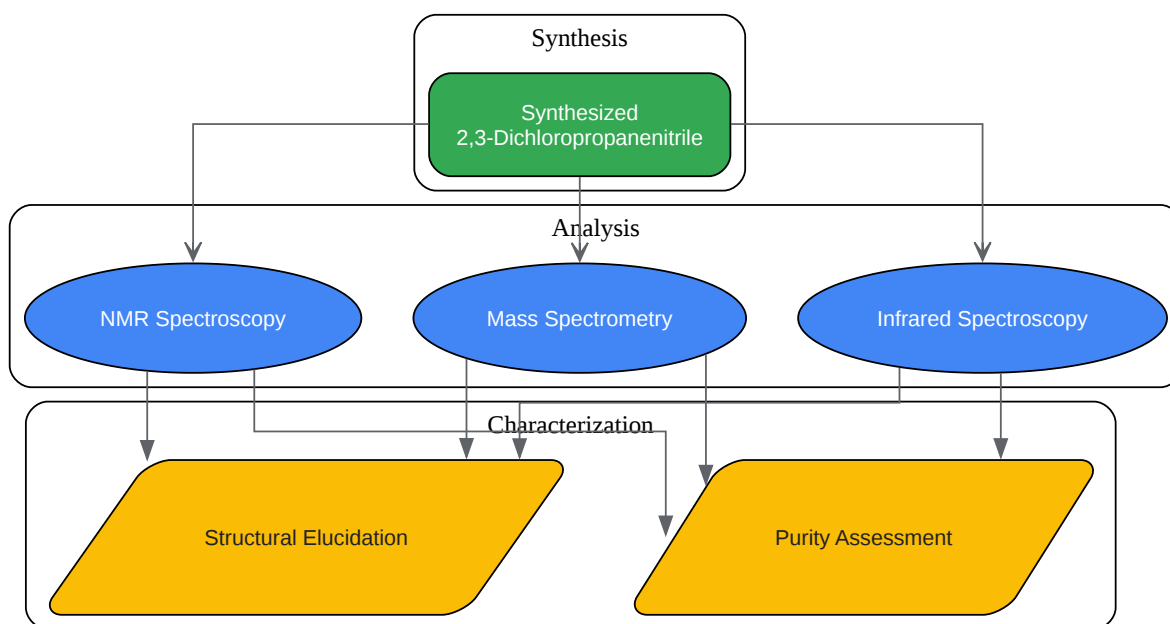 Synthesis
Synthesized
2,3-Dichloropropanenitrile
Analysis
NMR Spectroscopy
Mass Spectrometry
Infrared Spectroscopy
Characterization
Structural Elucidation
Purity Assessment